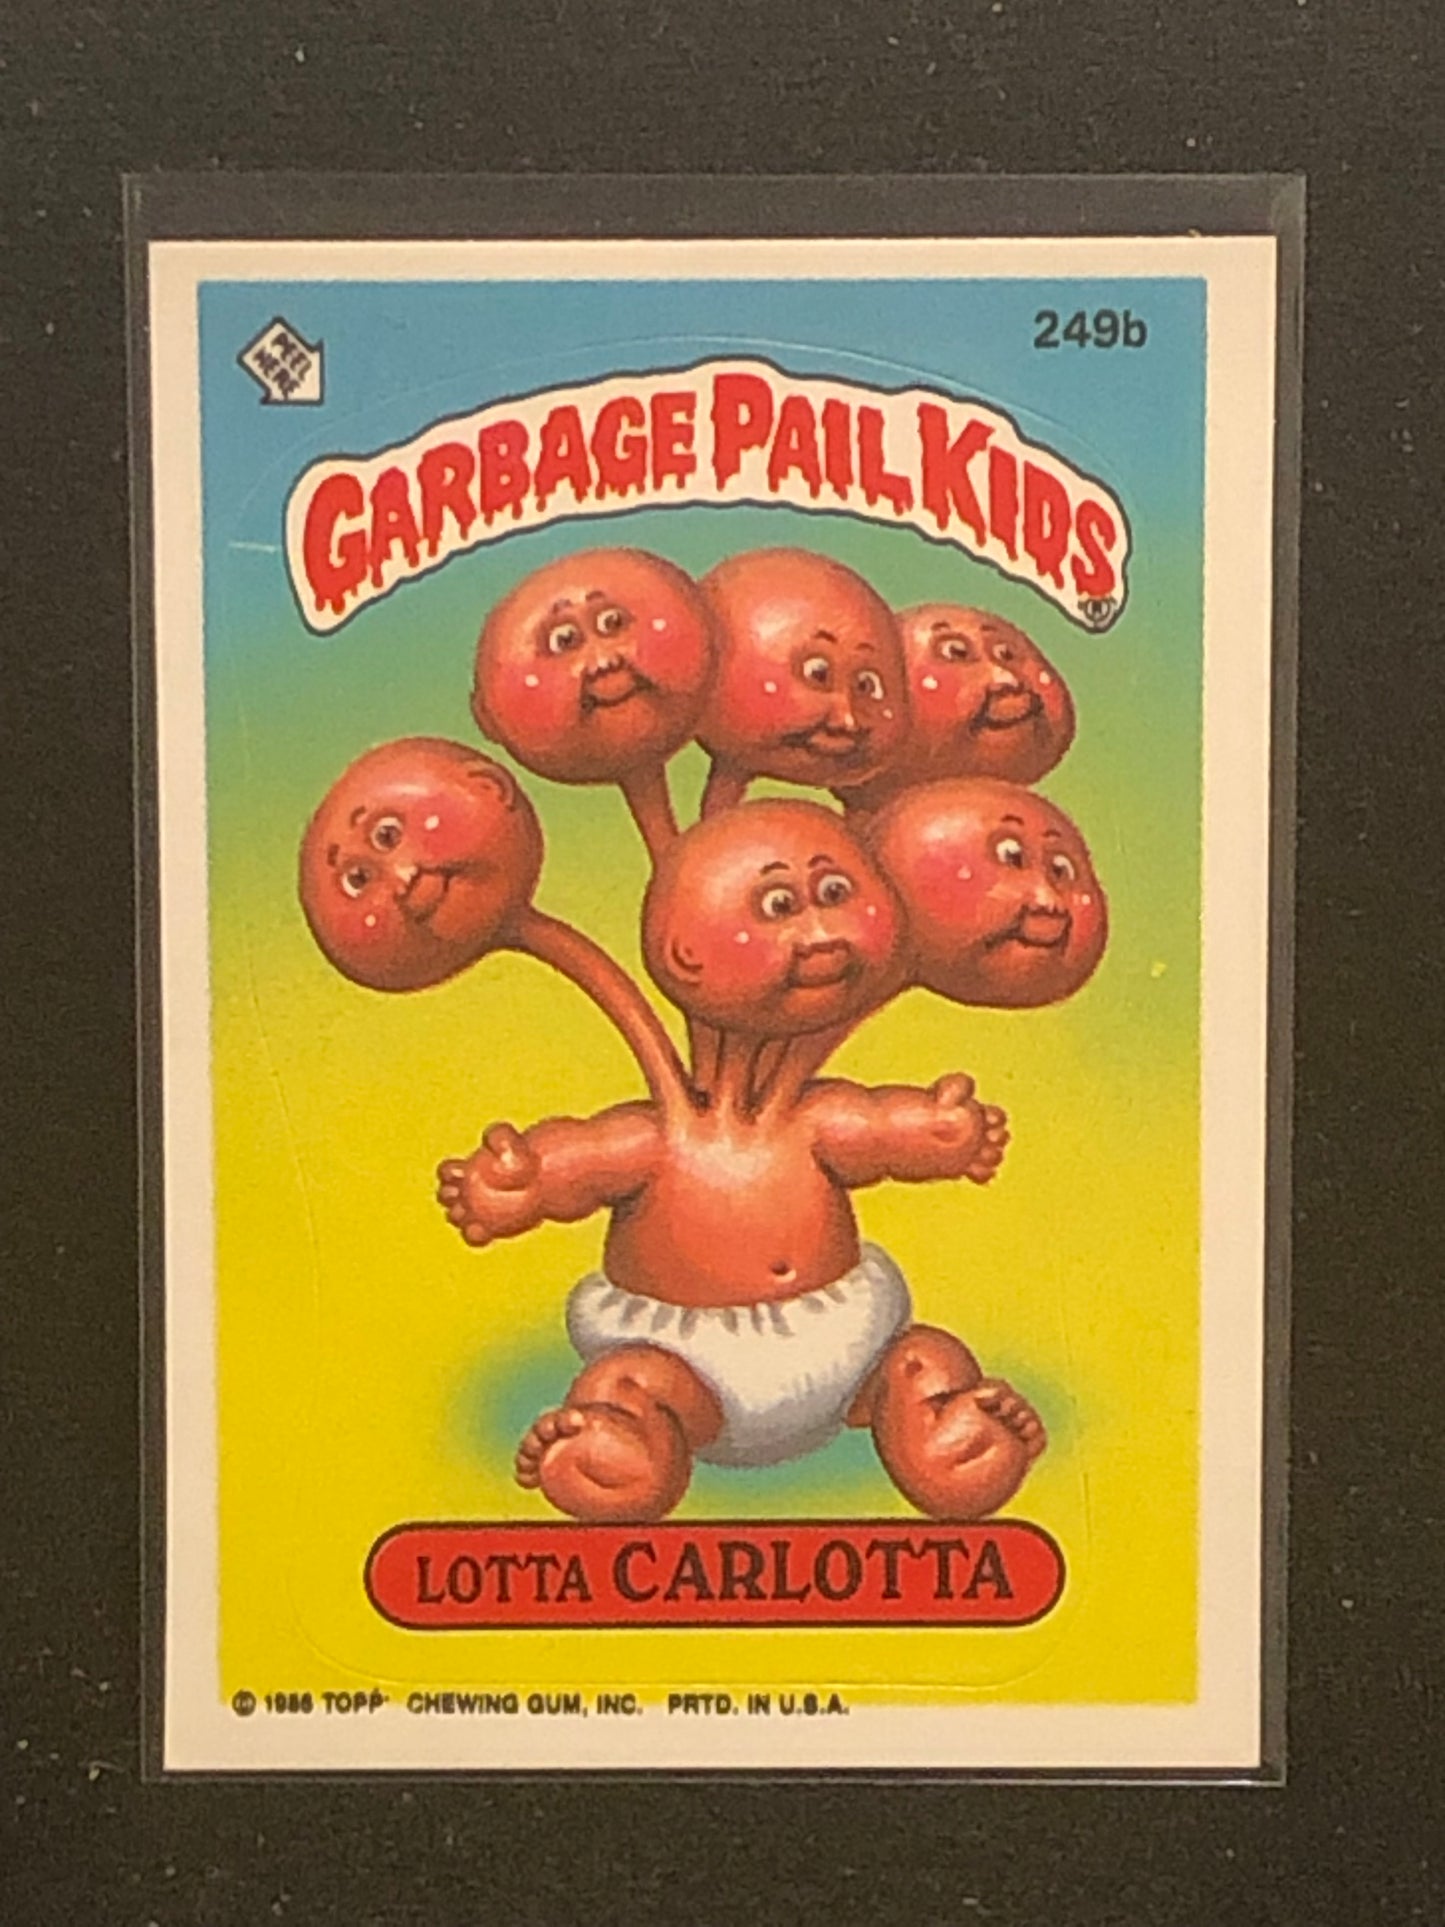 249b
PEEL
HERE
GARBAGE PAIL KIDS
®
LOTTA CARLOTTA
© 1986 TOPPS CHEWING GUM, INC. PRTD. IN U.S.A.